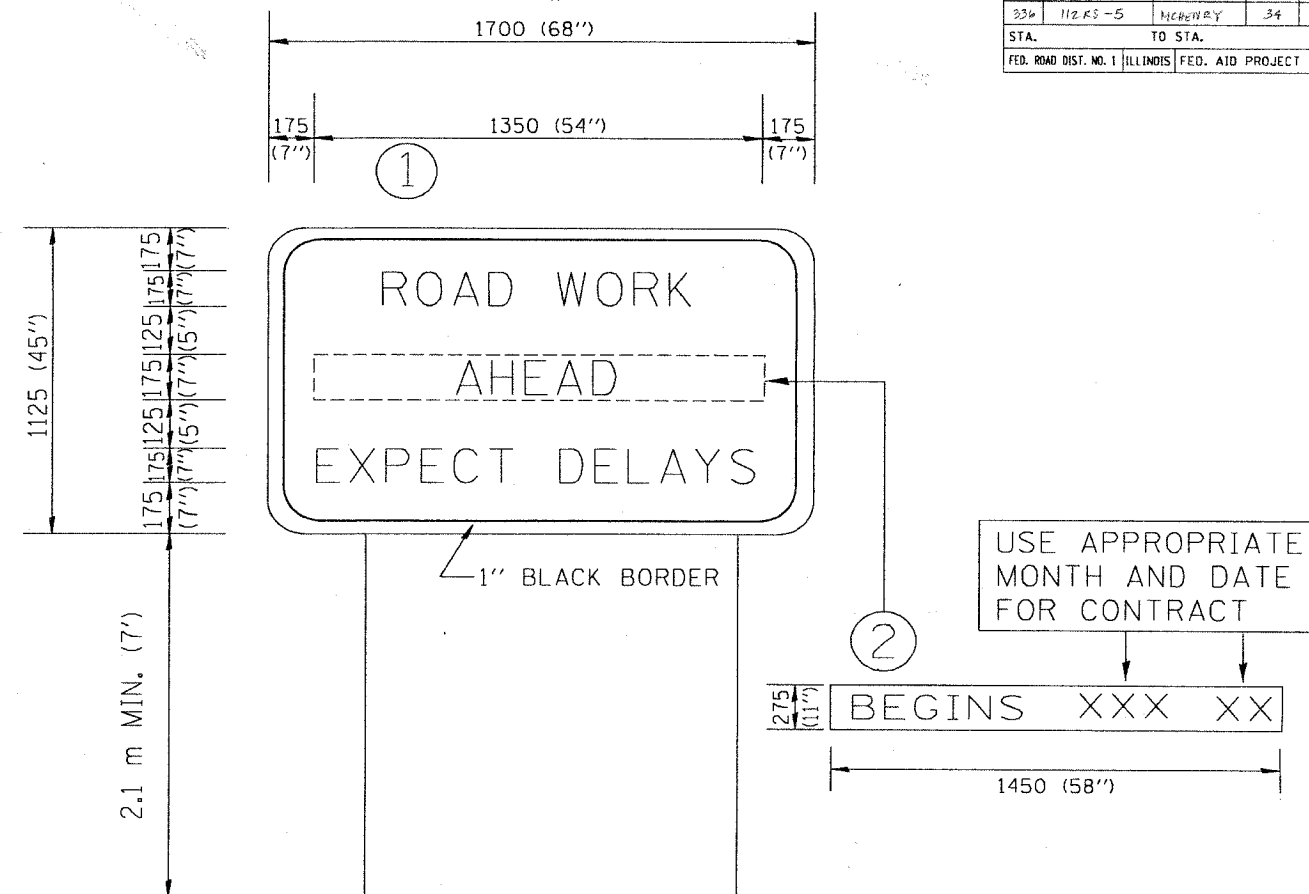 336 112RS-5 MCHENRY 34
STA. TO STA.
FED. ROAD DIST. NO. 1 ILLINOIS FED. AID PROJECT
1700 (68'')
175 1350 (54'') 175
(7'') (7'')
1
1125 (45'')
175 (7'')
175 (7'')
125 (5'')
175 (7'')
125 (5'')
175 (7'')
175 (7'')
ROAD WORK
AHEAD
EXPECT DELAYS
1'' BLACK BORDER
2.1 m MIN. (7')
2
USE APPROPRIATE
MONTH AND DATE
FOR CONTRACT
275 (11'')
BEGINS XXX XX
1450 (58'')